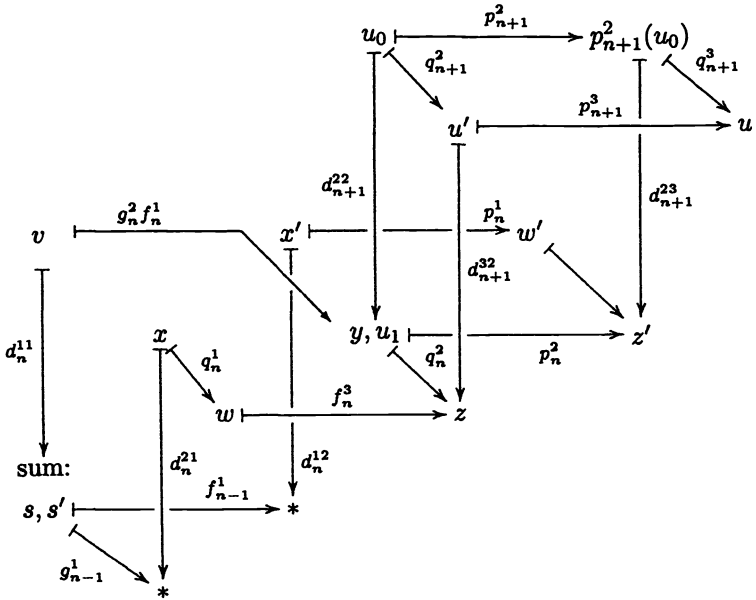 u_0 p^2_{n+1} p^2_{n+1}(u_0)
q^2_{n+1} q^3_{n+1}
u' p^3_{n+1} u
d^{22}_{n+1} d^{23}_{n+1}
v g^2_n f^1_n x' p^1_n w'
d^{32}_{n+1}
d^{11}_n x y, u_1 p^2_n z'
q^1_n q^2_n
w f^3_n z
sum: d^{21}_n d^{12}_n
s, s' f^1_{n-1} *
g^1_{n-1} *